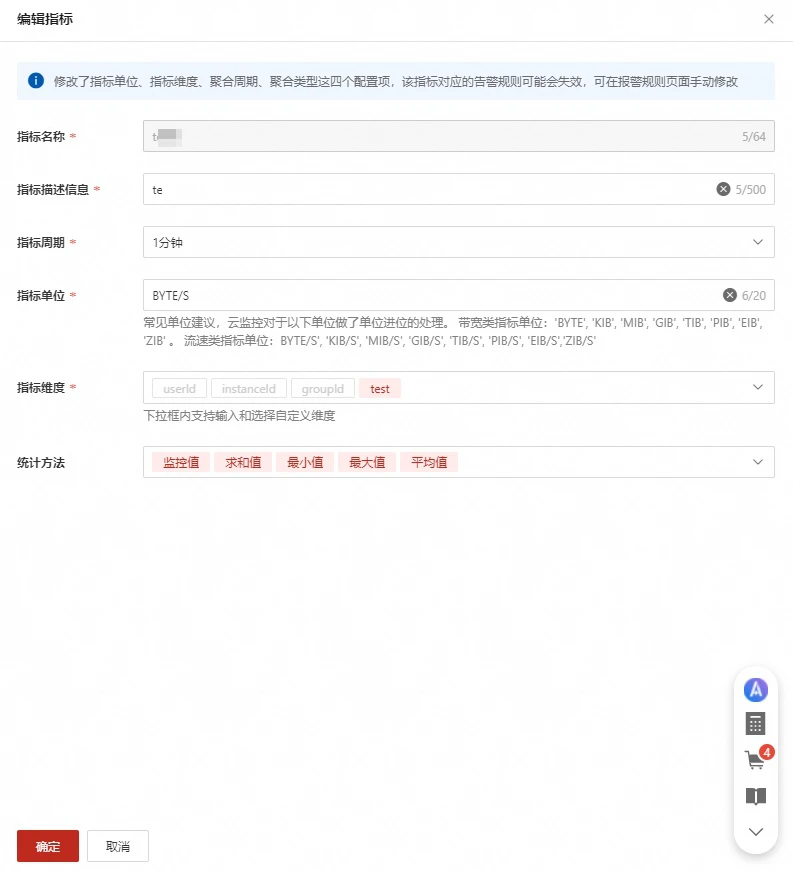 编辑指标
修改了指标单位、指标维度、聚合周期、聚合类型这四个配置项，该指标对应的告警规则可能会失效，可在报警规则页面手动修改
指标名称 *
5/64
指标描述信息 * te 5/500
指标周期 * 1分钟
指标单位 * BYTE/S 6/20
常见单位建议，云监控对于以下单位做了单位进位的处理。 带宽类指标单位：'BYTE', 'KIB', 'MIB', 'GIB', 'TIB', 'PIB', 'EIB',
'ZIB' 。 流速类指标单位：BYTE/S', 'KIB/S', 'MIB/S', 'GIB/S', 'TIB/S', 'PIB/S', 'EIB/S','ZIB/S'
指标维度 * userId instanceId groupId test
下拉框内支持输入和选择自定义维度
统计方法 监控值 求和值 最小值 最大值 平均值
4
确定 取消